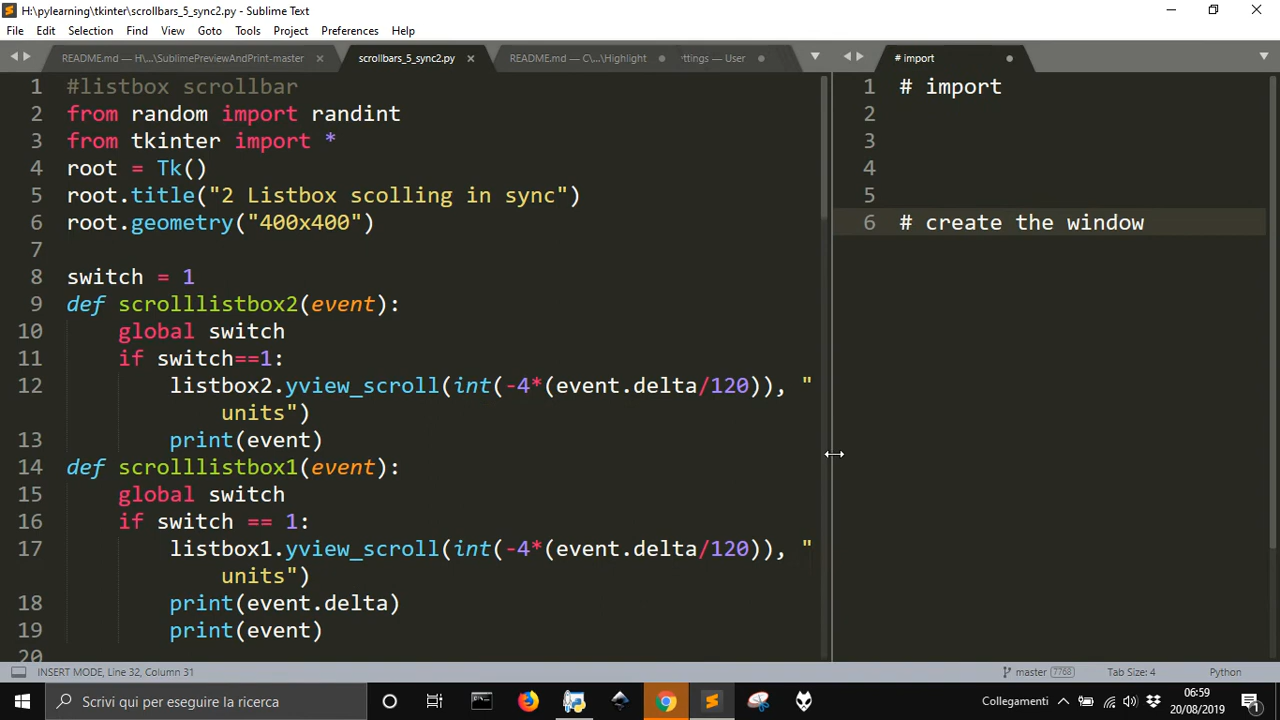 H:\pylearning\tkinter\scrollbars_5_sync2.py - Sublime Text
File Edit Selection Find View Goto Tools Project Preferences Help
README.md — H...\SublimePreviewAndPrint-master × scrollbars_5_sync2.py × README.md — C...\Highlight ttings — User # import
1 #listbox scrollbar
2 from random import randint
3 from tkinter import *
4 root = Tk()
5 root.title("2 Listbox scolling in sync")
6 root.geometry("400x400")
7
8 switch = 1
9 def scrolllistbox2(event):
10 global switch
11 if switch==1:
12 listbox2.yview_scroll(int(-4*(event.delta/120)), "
units")
13 print(event)
14 def scrolllistbox1(event):
15 global switch
16 if switch == 1:
17 listbox1.yview_scroll(int(-4*(event.delta/120)), "
units")
18 print(event.delta)
19 print(event)
20
1 # import
2
3
4
5
6 # create the window
INSERT MODE, Line 32, Column 31 master 7768 Tab Size: 4 Python
Scrivi qui per eseguire la ricerca Collegamenti 06:59
20/08/2019 1